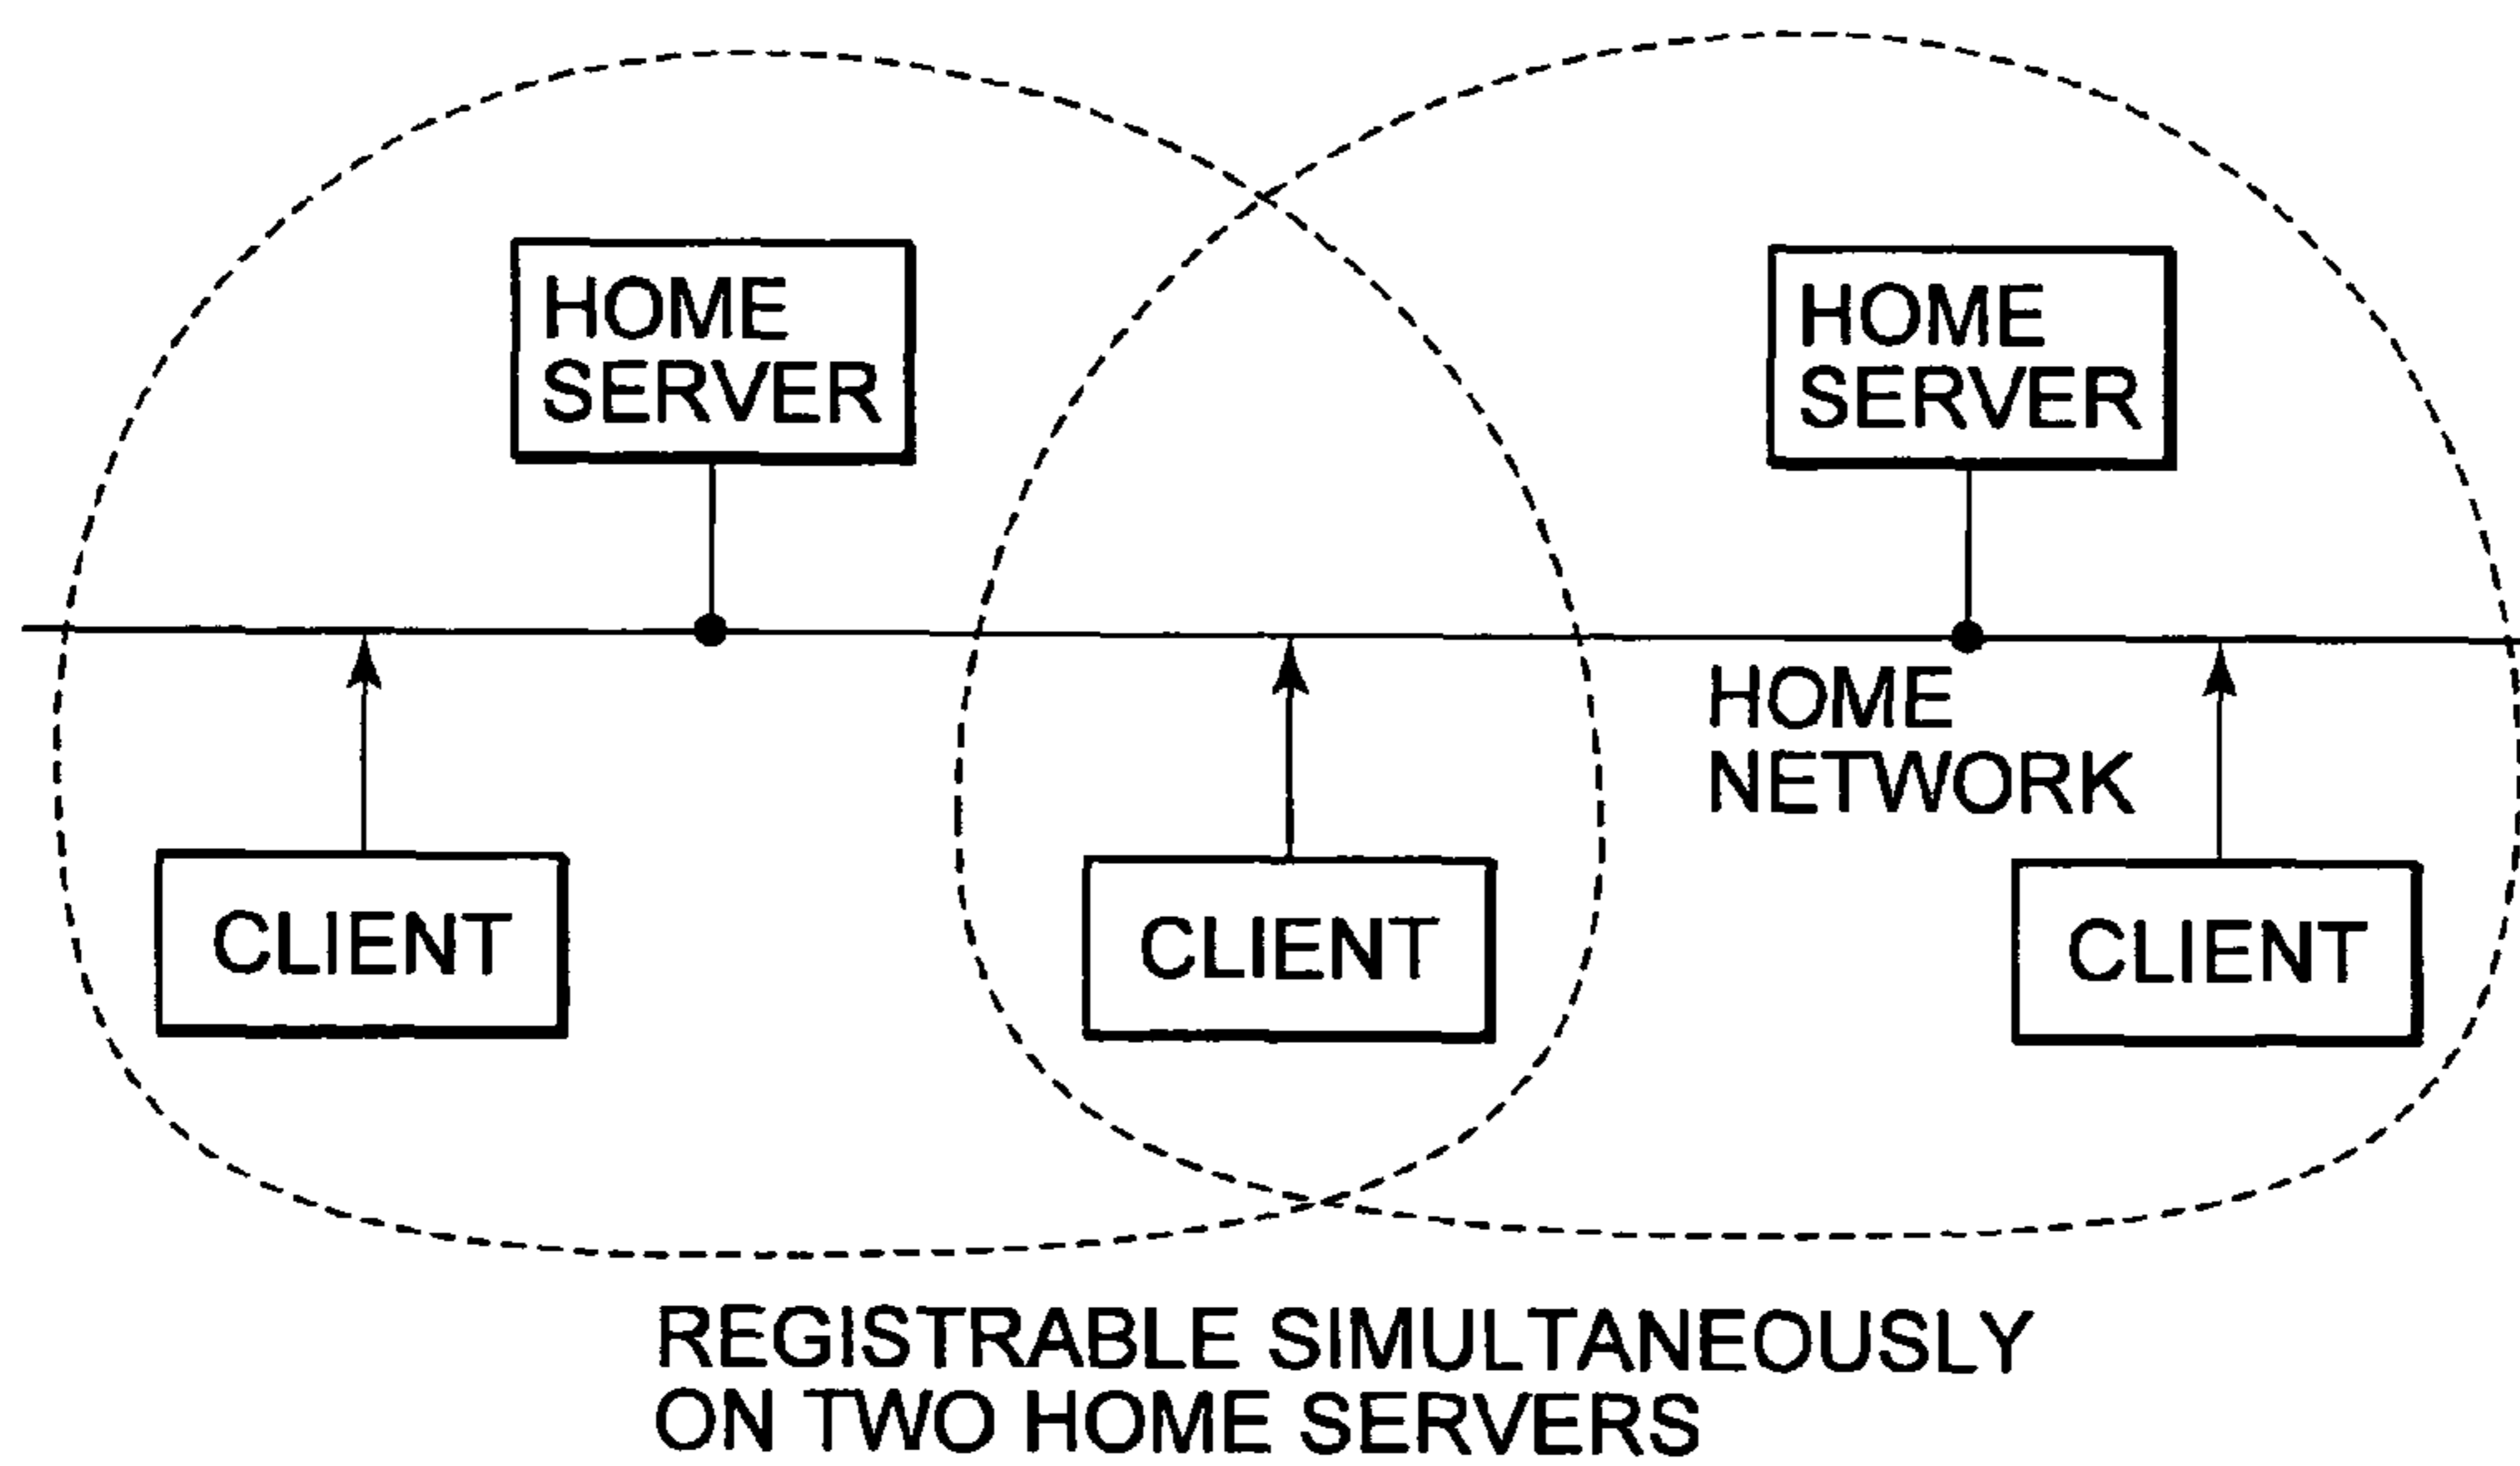 HOME
SERVER
HOME
SERVER
HOME
NETWORK
CLIENT
CLIENT
CLIENT
REGISTRABLE SIMULTANEOUSLY
ON TWO HOME SERVERS